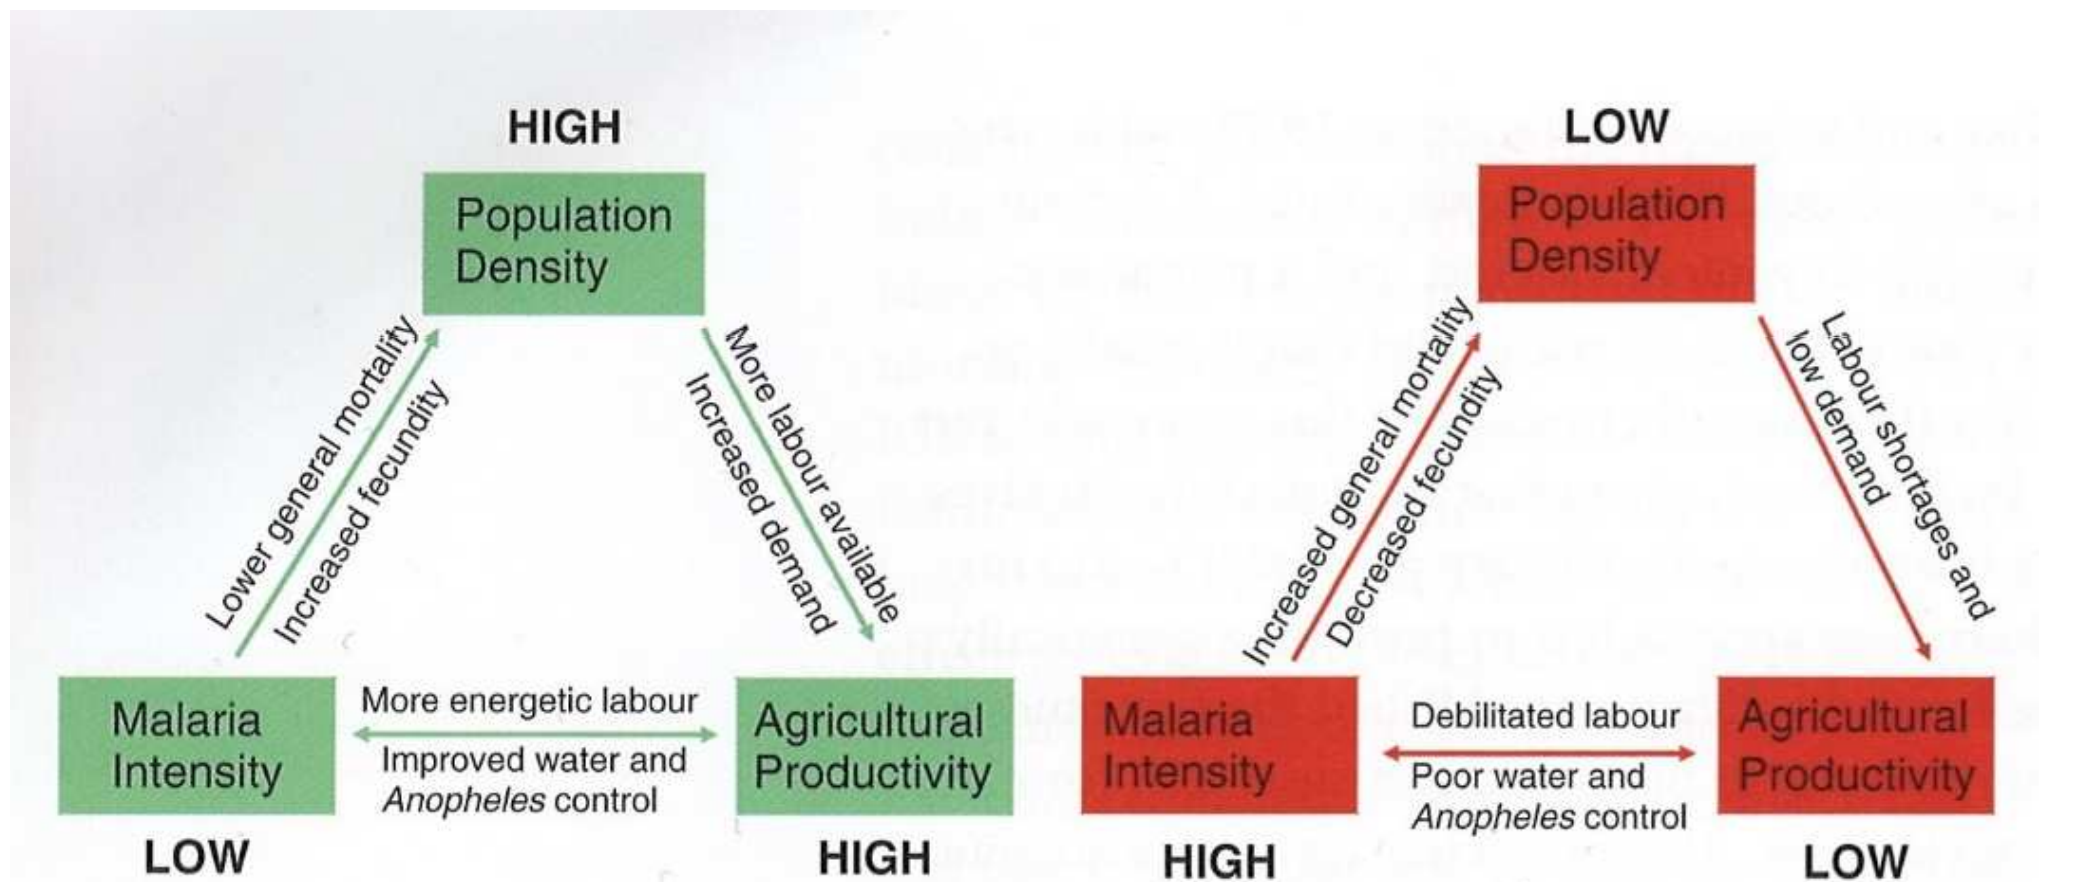 HIGH
Population
Density
Lower general mortality
Increased fecundity
More labour available
Increased demand
Malaria
Intensity
LOW
More energetic labour
Improved water and
Anopheles control
Agricultural
Productivity
HIGH
LOW
Population
Density
Increased general mortality
Decreased fecundity
Labour shortages and
low demand
Malaria
Intensity
HIGH
Debilitated labour
Poor water and
Anopheles control
Agricultural
Productivity
LOW